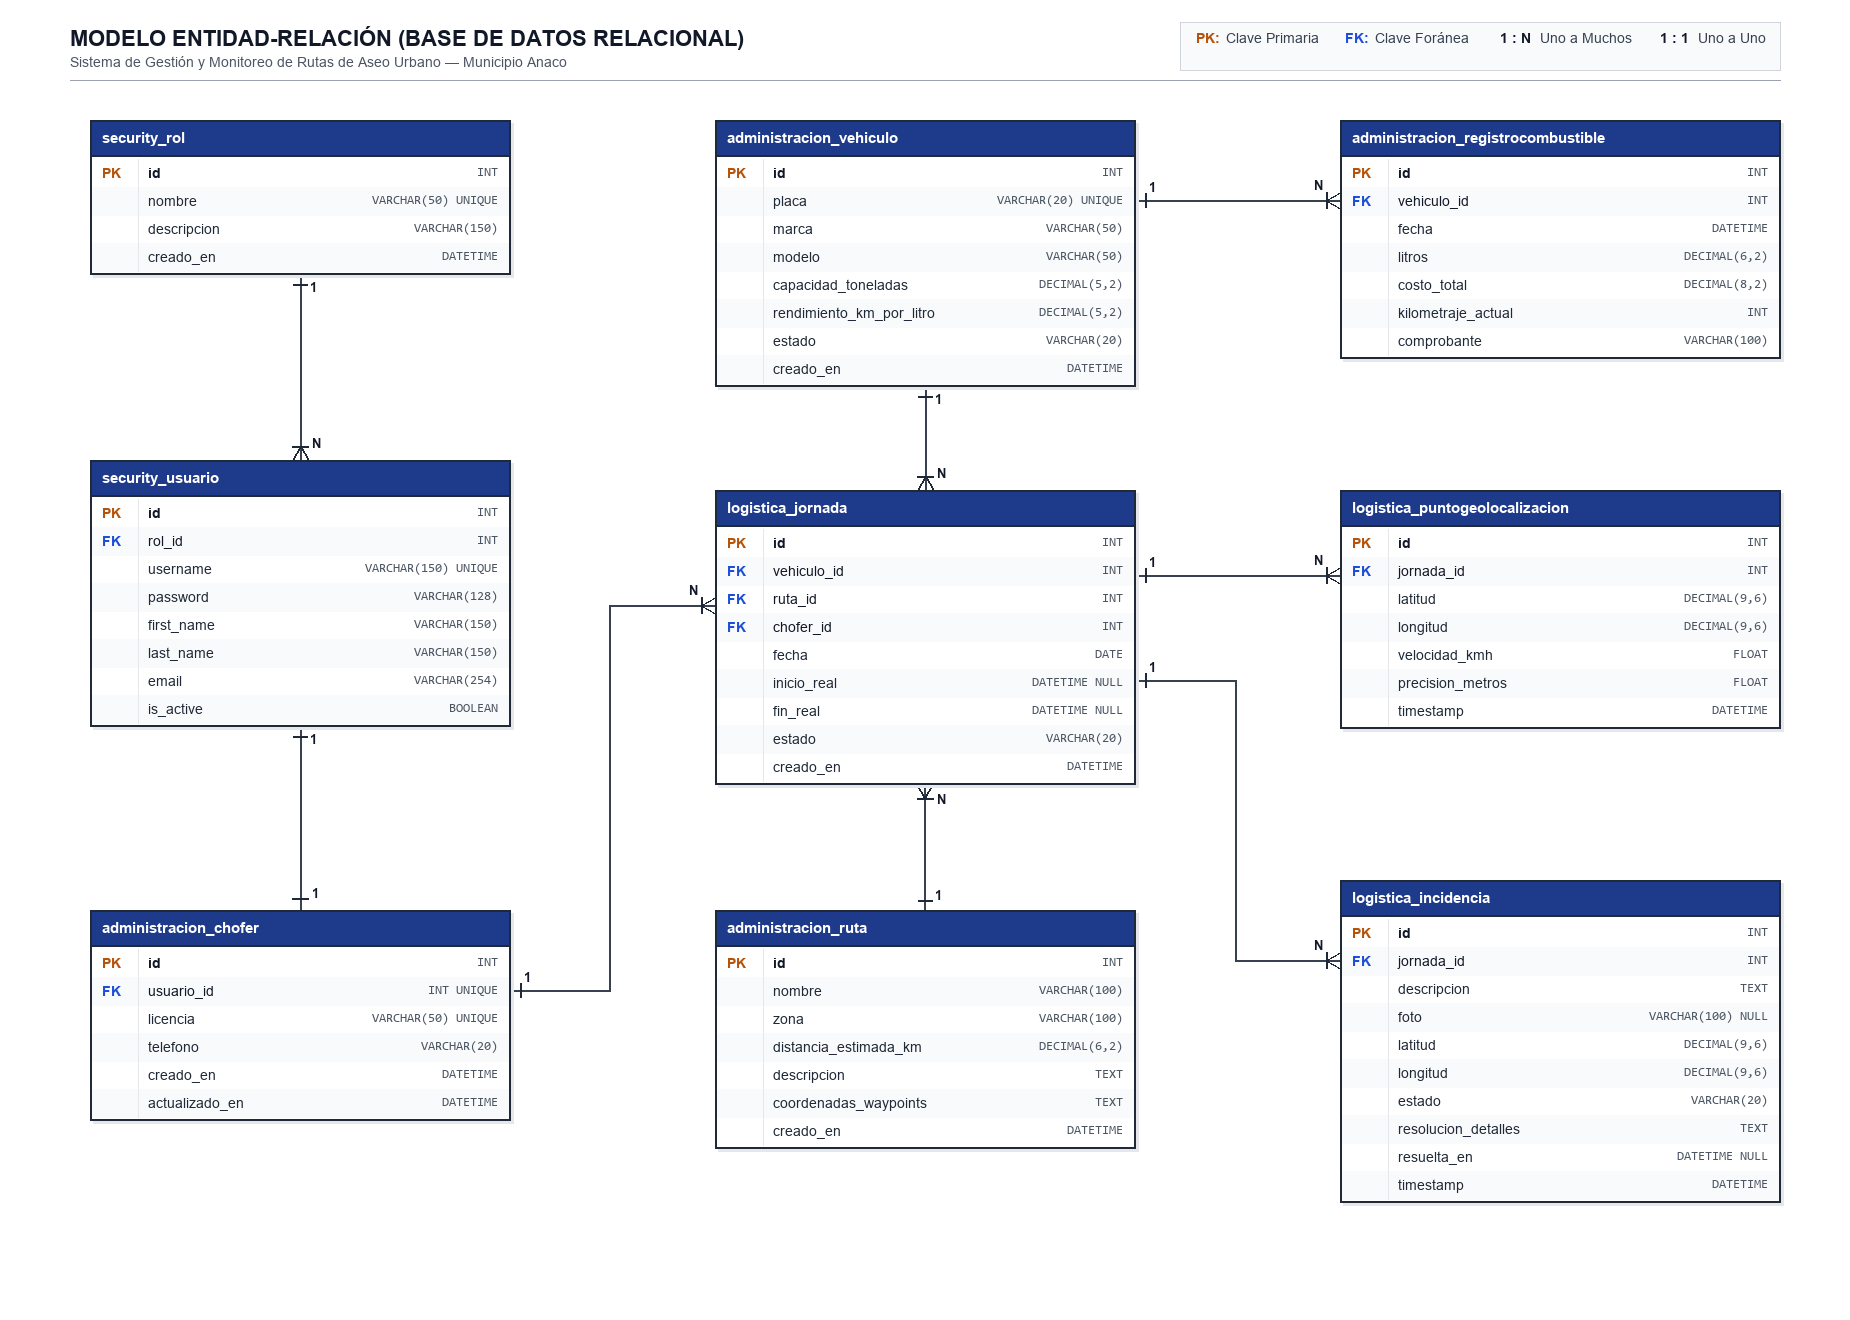 MODELO ENTIDAD-RELACIÓN (BASE DE DATOS RELACIONAL)
Sistema de Gestión y Monitoreo de Rutas de Aseo Urbano — Municipio Anaco
PK: Clave Primaria FK: Clave Foránea 1 : N Uno a Muchos 1 : 1 Uno a Uno
security_rol
PK id INT
nombre VARCHAR(50) UNIQUE
descripcion VARCHAR(150)
creado_en DATETIME
1
N
security_usuario
PK id INT
FK rol_id INT
username VARCHAR(150) UNIQUE
password VARCHAR(128)
first_name VARCHAR(150)
last_name VARCHAR(150)
email VARCHAR(254)
is_active BOOLEAN
1
1
administracion_chofer
PK id INT
FK usuario_id INT UNIQUE
licencia VARCHAR(50) UNIQUE
telefono VARCHAR(20)
creado_en DATETIME
actualizado_en DATETIME
1
N
administracion_vehiculo
PK id INT
placa VARCHAR(20) UNIQUE
marca VARCHAR(50)
modelo VARCHAR(50)
capacidad_toneladas DECIMAL(5,2)
rendimiento_km_por_litro DECIMAL(5,2)
estado VARCHAR(20)
creado_en DATETIME
1
N
1
N
logistica_jornada
PK id INT
FK vehiculo_id INT
FK ruta_id INT
FK chofer_id INT
fecha DATE
inicio_real DATETIME NULL
fin_real DATETIME NULL
estado VARCHAR(20)
creado_en DATETIME
N
1
administracion_ruta
PK id INT
nombre VARCHAR(100)
zona VARCHAR(100)
distancia_estimada_km DECIMAL(6,2)
descripcion TEXT
coordenadas_waypoints TEXT
creado_en DATETIME
administracion_registrocombustible
PK id INT
FK vehiculo_id INT
fecha DATETIME
litros DECIMAL(6,2)
costo_total DECIMAL(8,2)
kilometraje_actual INT
comprobante VARCHAR(100)
1
N
logistica_puntogeolocalizacion
PK id INT
FK jornada_id INT
latitud DECIMAL(9,6)
longitud DECIMAL(9,6)
velocidad_kmh FLOAT
precision_metros FLOAT
timestamp DATETIME
1
N
logistica_incidencia
PK id INT
FK jornada_id INT
descripcion TEXT
foto VARCHAR(100) NULL
latitud DECIMAL(9,6)
longitud DECIMAL(9,6)
estado VARCHAR(20)
resolucion_detalles TEXT
resuelta_en DATETIME NULL
timestamp DATETIME